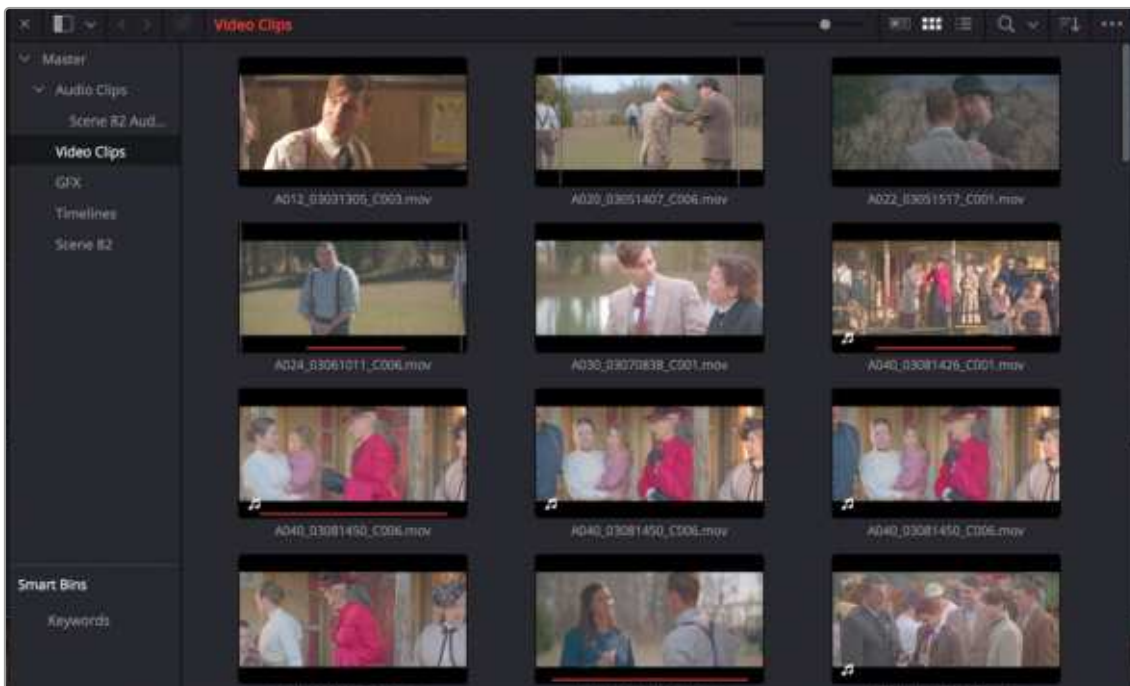 Video Clips
Master
Audio Clips
Scene 82 Aud...
Video Clips
GFX
Timelines
Scene 82
A012_03031305_C003.mov
A020_03051407_C006.mov
A022_03051517_C001.mov
A024_03061011_C006.mov
A030_03070838_C001.mov
A040_03081426_C001.mov
A040_03081450_C006.mov
A040_03081450_C006.mov
A040_03081450_C006.mov
Smart Bins
Keywords